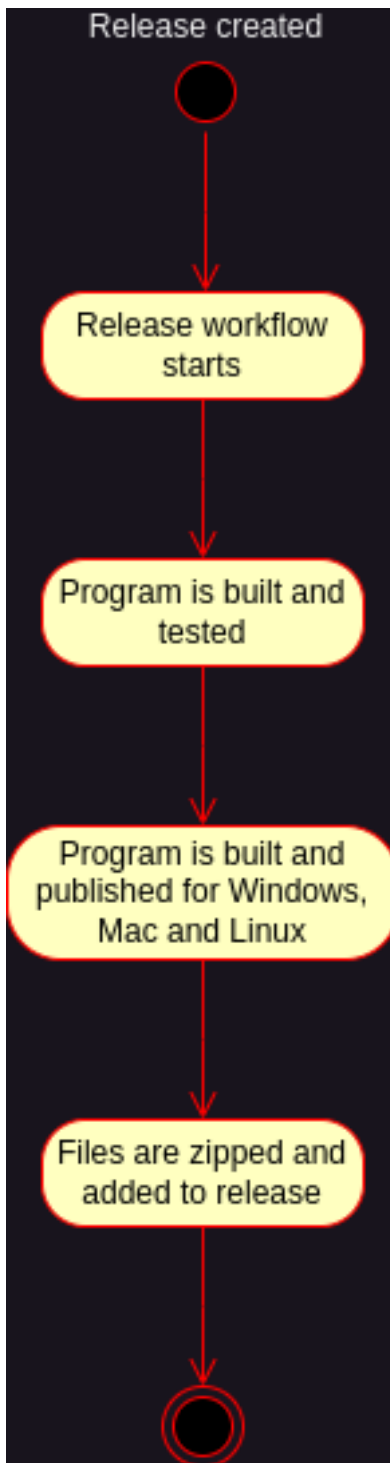 Release created
Release workflow
starts
Program is built and
tested
Program is built and
published for Windows,
Mac and Linux
Files are zipped and
added to release